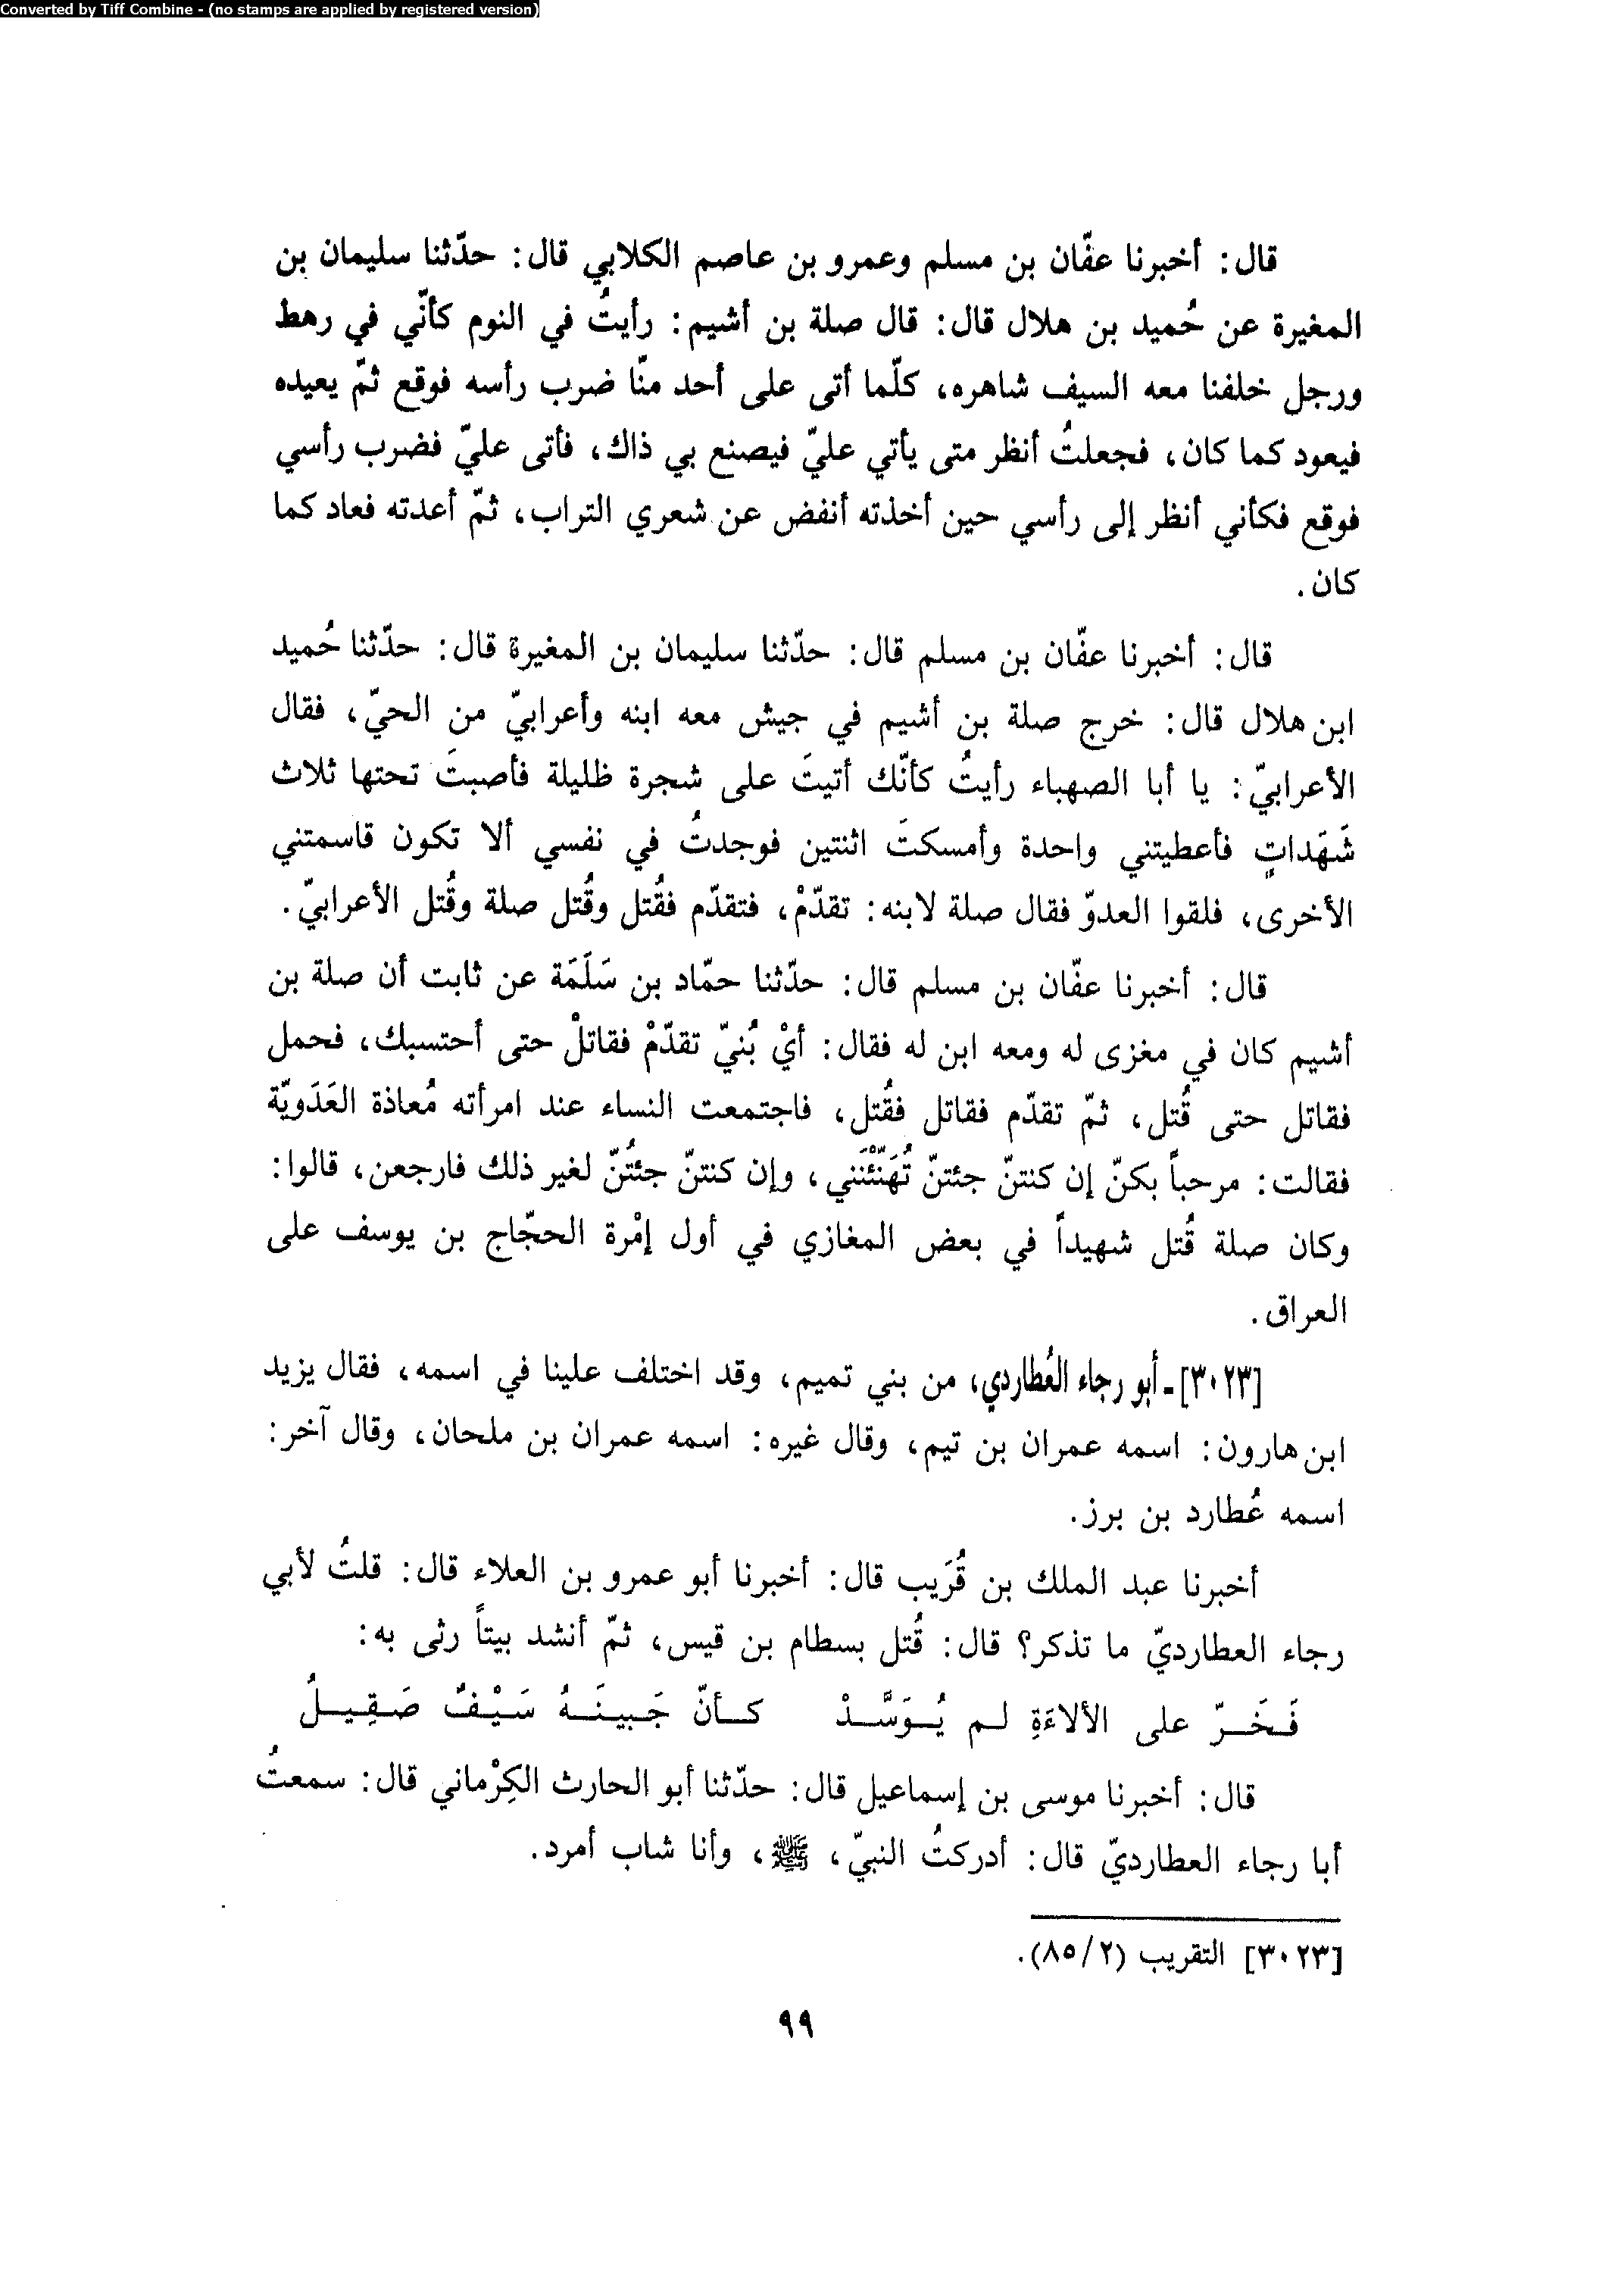 Converted by Tiff Combine - (no stamps are applied by registered version)
قال: أخبرنا عفّان بن مسلم وعمرو بن عاصم الكلابي قال: حدّثنا سليمان بن
المغيرة عن حُميد بن هلال قال: قال صلة بن أشيم: رأيتُ في النوم كأنّي في رهط
ورجل خلفنا معه السيف شاهره، كلّما أتى على أحد منّا ضرب رأسه فوقع ثمّ يعيده
فيعود كما كان، فجعلتُ أنظر متى يأتي عليّ فيصنع بي ذاك، فأتى عليّ فضرب رأسي
فوقع فكأني أنظر إلى رأسي حين أخذته أنفض عن شعري التراب، ثمّ أعدته فعاد كما
كان.
قال: أخبرنا عفّان بن مسلم قال: حدّثنا سليمان بن المغيرة قال: حدّثنا حُميد
ابن هلال قال: خرج صلة بن أشيم في جيش معه ابنه وأعرابيّ من الحيّ، فقال
الأعرابيّ: يا أبا الصهباء رأيتُ كأنّك أتيتَ على شجرة ظليلة فأصبتَ تحتها ثلاث
شَهَداتٍ فأعطيتني واحدة وأمسكتَ اثنتين فوجدتُ في نفسي ألا تكون قاسمتني
الأخرى، فلقوا العدوّ فقال صلة لابنه: تقدّمْ، فتقدّم فقُتل وقُتل صلة وقُتل الأعرابيّ.
قال: أخبرنا عفّان بن مسلم قال: حدّثنا حمّاد بن سَلَمَة عن ثابت أن صلة بن
أشيم كان في مغزى له ومعه ابن له فقال: أيْ بُنيّ تقدّمْ فقاتلْ حتى أحتسبك، فحمل
فقاتل حتى قُتل، ثمّ تقدّم فقاتل فقُتل، فاجتمعت النساء عند امرأته مُعاذة العَدَويّة
فقالت: مرحباً بكنّ إن كنتنّ جئتنّ تُهَنّئْنَني، وإن كنتنّ جئتُنّ لغير ذلك فارجعن، قالوا:
وكان صلة قُتل شهيداً في بعض المغازي في أول إمْرة الحجّاج بن يوسف على
العراق.
[٣٠٢٣]ـ أبو رجاء العُطاردي، من بني تميم، وقد اختلف علينا في اسمه، فقال يزيد
ابن هارون: اسمه عمران بن تيم، وقال غيره: اسمه عمران بن ملحان، وقال آخر:
اسمه عُطارد بن برز.
أخبرنا عبد الملك بن قُرَيب قال: أخبرنا أبو عمرو بن العلاء قال: قلتُ لأبي
رجاء العطارديّ ما تذكر؟ قال: قُتل بسطام بن قيس، ثمّ أنشد بيتاً رثى به:
فَـخَـرّ على الألاءَةِ لـم يُـوَسَّـدْ كـأنّ جَـبِـيـنَـهُ سَـيْـفٌ صَـقِـيـلُ
قال: أخبرنا موسى بن إسماعيل قال: حدّثنا أبو الحارث الكِرْماني قال: سمعتُ
أبا رجاء العطارديّ قال: أدركتُ النبيّ، ﷺ، وأنا شاب أمرد.
[٣٠٢٣] التقريب (٨٥/٢).
٩٩